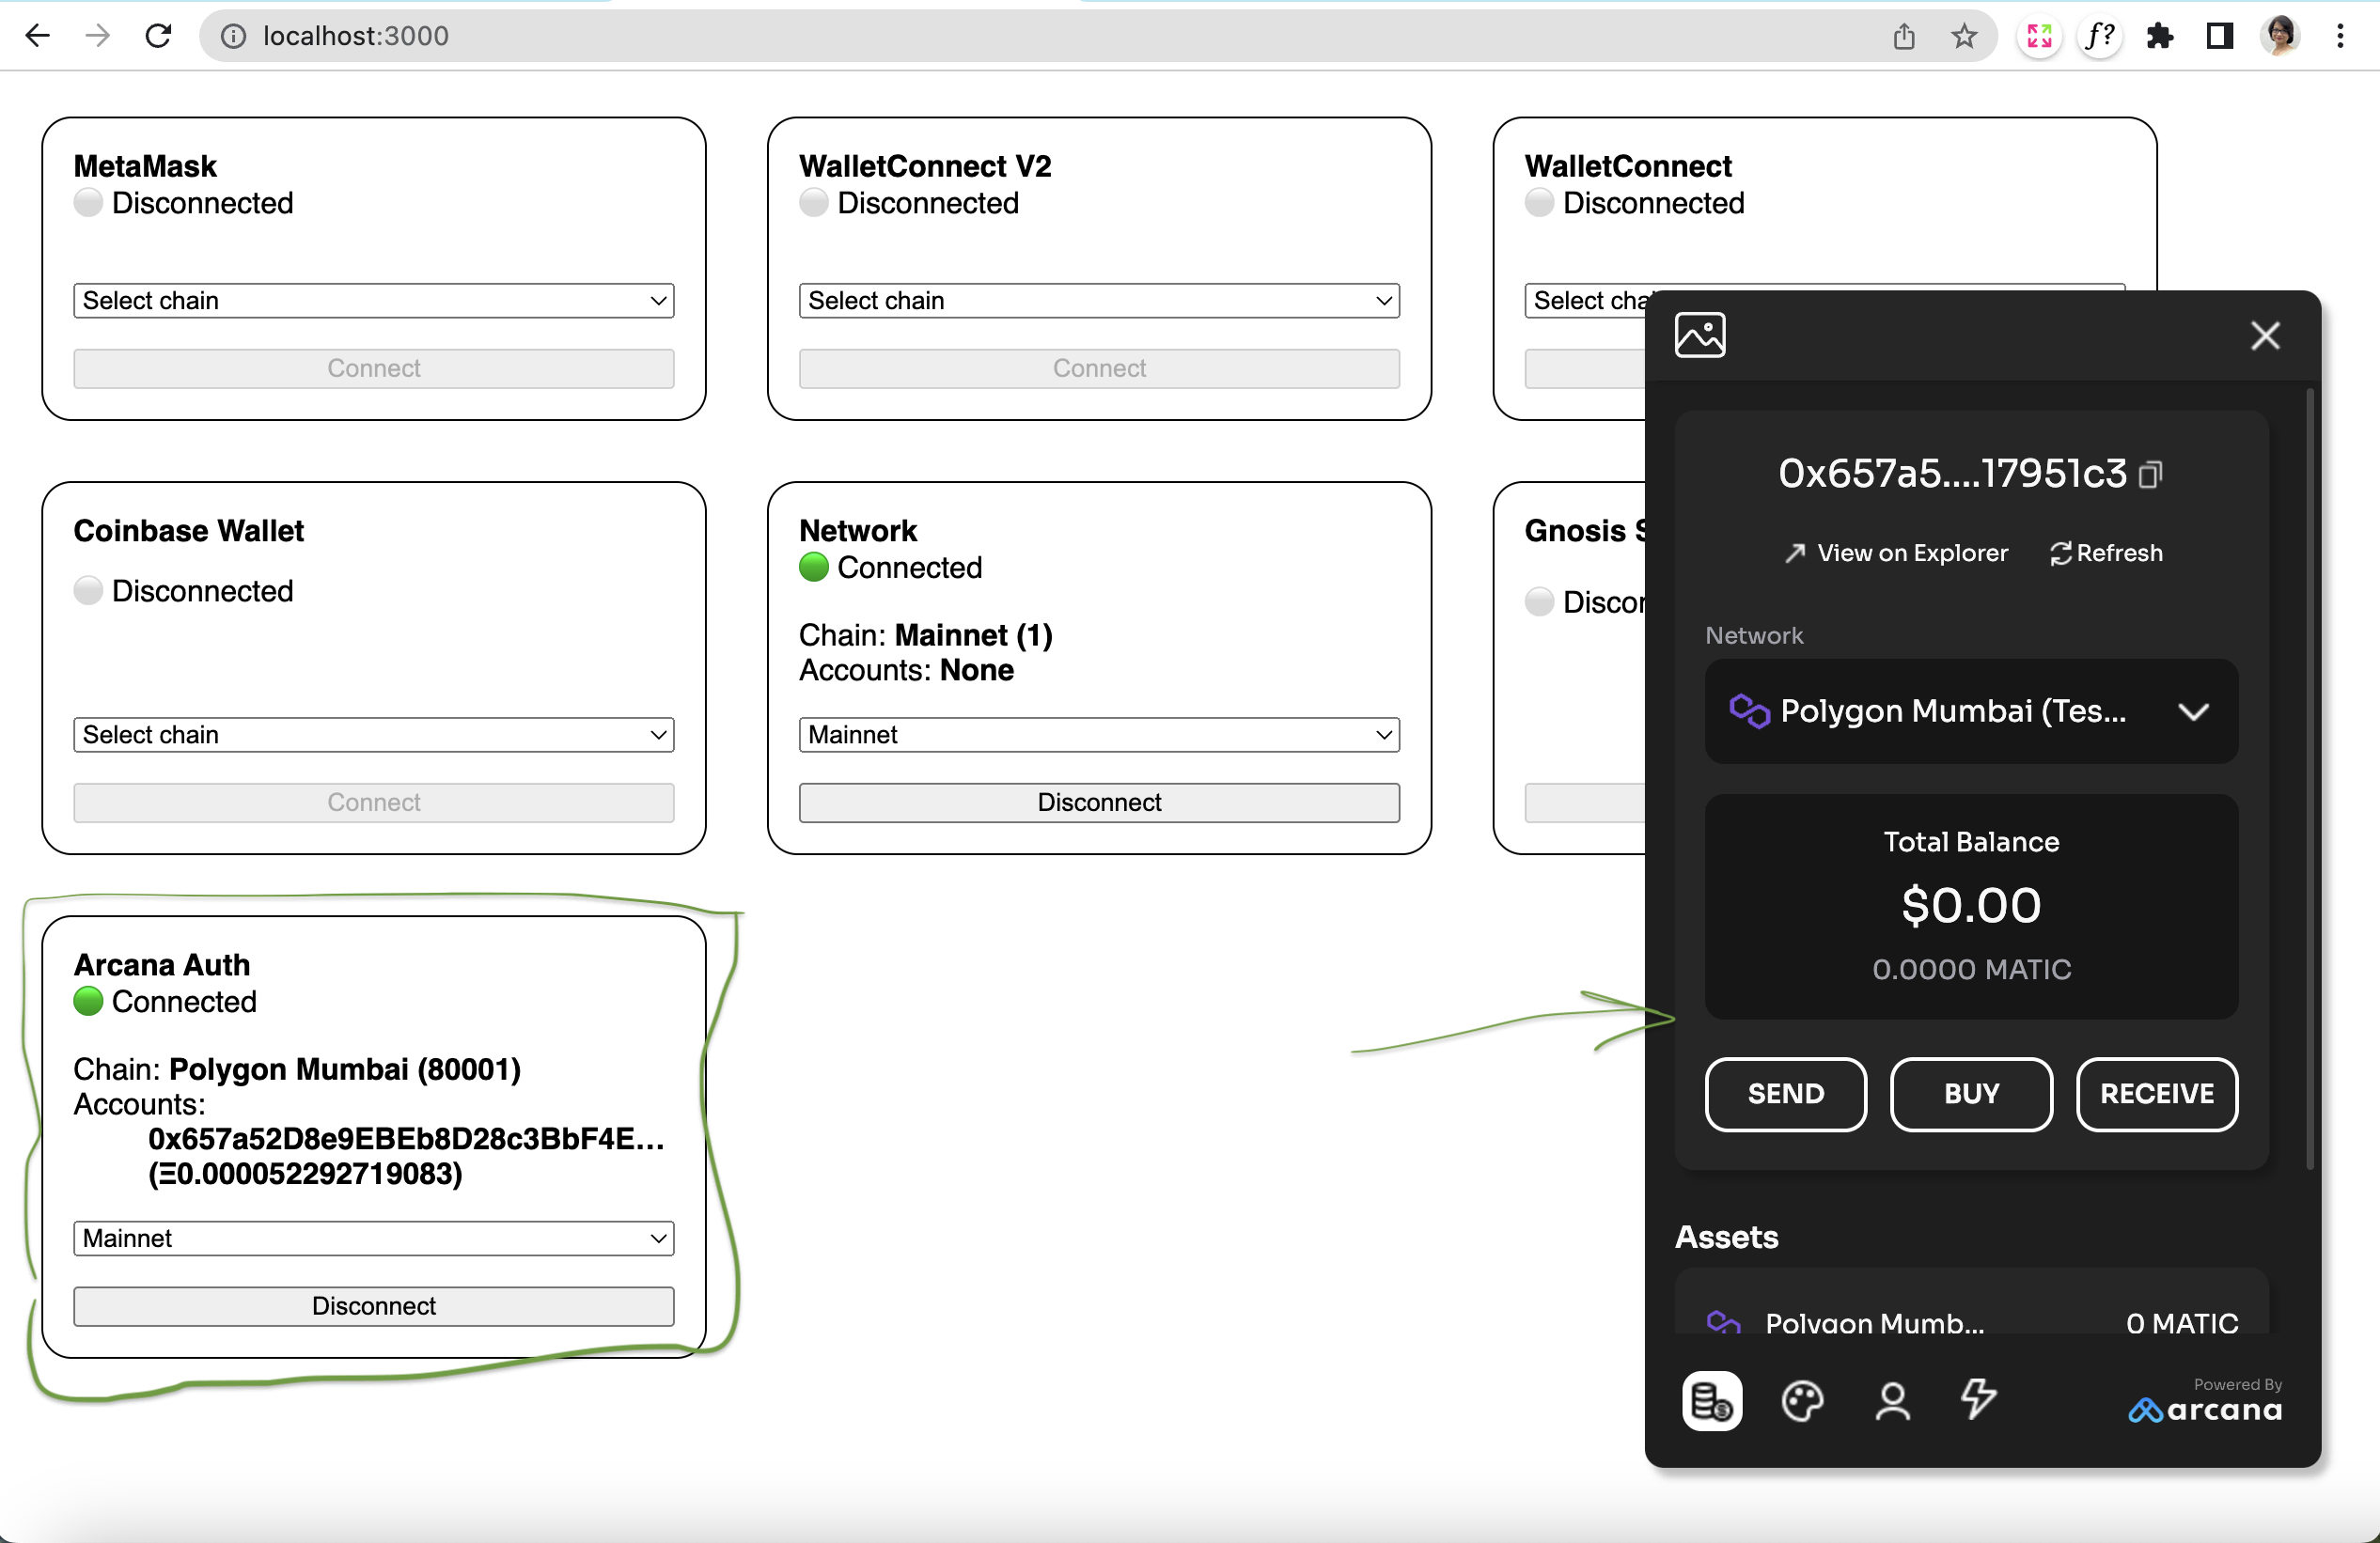 localhost:3000
f?
MetaMask
Disconnected
Select chain
Connect
WalletConnect V2
Disconnected
Select chain
Connect
WalletConnect
Disconnected
Select cha
Coinbase Wallet
Disconnected
Select chain
Connect
Network
Connected
Chain: Mainnet (1)
Accounts: None
Mainnet
Disconnect
Gnosis S
Discon
Arcana Auth
Connected
Chain: Polygon Mumbai (80001)
Accounts:
0x657a52D8e9EBEb8D28c3BbF4E...
(Ξ0.000052292719083)
Mainnet
Disconnect
0x657a5....17951c3
View on Explorer
Refresh
Network
Polygon Mumbai (Tes...
Total Balance
$0.00
0.0000 MATIC
SEND
BUY
RECEIVE
Assets
Polygon Mumb...
0 MATIC
Powered By
arcana